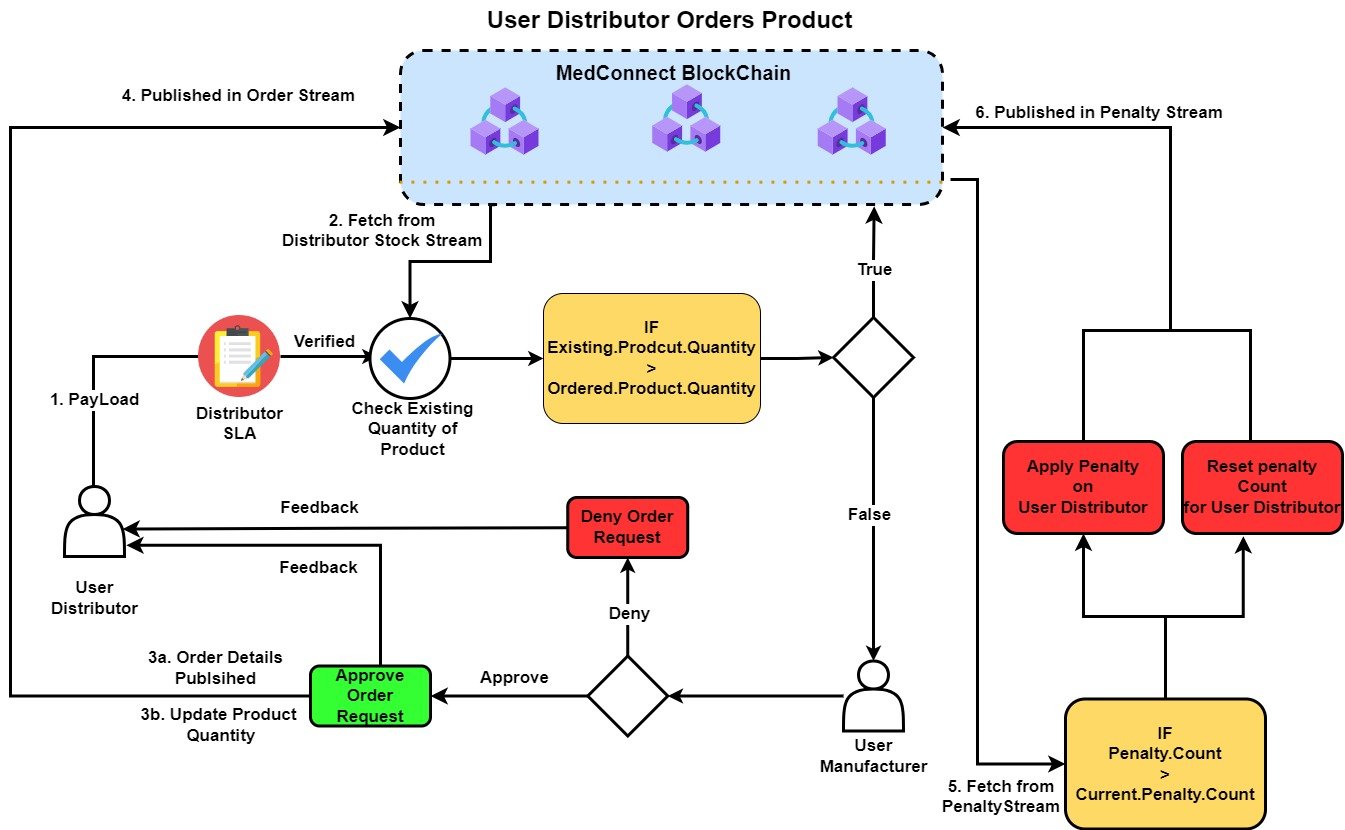 User Distributor Orders Product
MedConnect BlockChain
4. Published in Order Stream
6. Published in Penalty Stream
2. Fetch from
Distributor Stock Stream
True
Verified
IF
Existing.Prodcut.Quantity
>
Ordered.Product.Quantity
1. PayLoad
Distributor
SLA
Check Existing
Quantity of
Product
Apply Penalty
on
User Distributor
Reset penalty
Count
for User Distributor
Feedback
Deny Order
Request
False
Feedback
User
Distributor
Deny
3a. Order Details
Publsihed
Approve
Order
Request
Approve
3b. Update Product
Quantity
User
Manufacturer
IF
Penalty.Count
>
Current.Penalty.Count
5. Fetch from
PenaltyStream